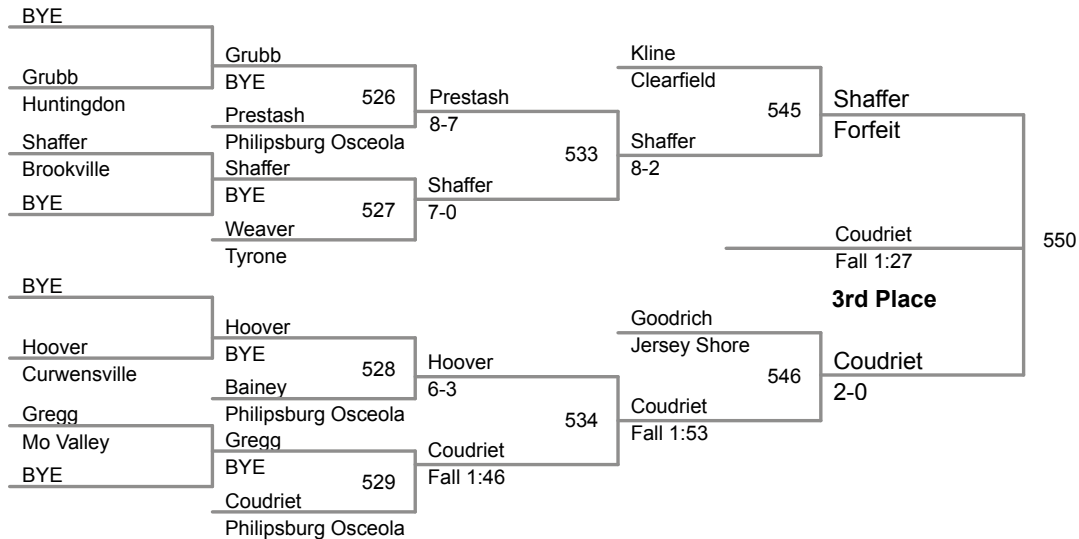 BYE
Grubb
Huntingdon
Shaffer
Brookville
BYE
BYE
Hoover
Curwensville
Gregg
Mo Valley
BYE
Grubb
BYE
526
Prestash
Philipsburg Osceola
Shaffer
BYE
527
Weaver
Tyrone
Hoover
BYE
528
Bainey
Philipsburg Osceola
Gregg
BYE
529
Coudriet
Philipsburg Osceola
Prestash
8-7
533
Shaffer
7-0
Hoover
6-3
534
Coudriet
Fall 1:46
Kline
Clearfield
545
Shaffer
8-2
Goodrich
Jersey Shore
546
Coudriet
Fall 1:53
Shaffer
Forfeit
Coudriet
Fall 1:27
550
3rd Place
Coudriet
2-0